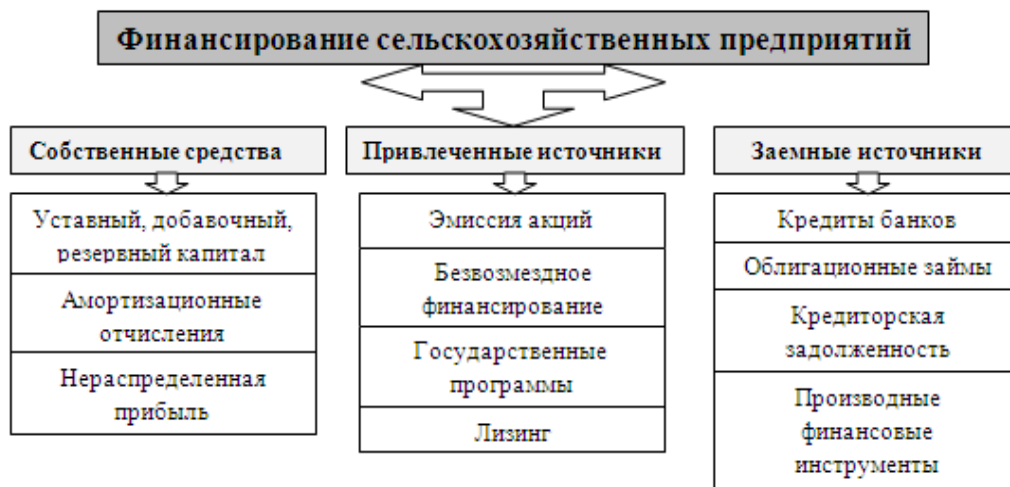 Финансирование сельскохозяйственных предприятий
Собственные средства
Уставный, добавочный,
резервный капитал
Амортизационные
отчисления
Нераспределенная
прибыль
Привлеченные источники
Эмиссия акций
Безвозмездное
финансирование
Государственные
программы
Лизинг
Заемные источники
Кредиты банков
Облигационные займы
Кредиторская
задолженность
Производные
финансовые
инструменты